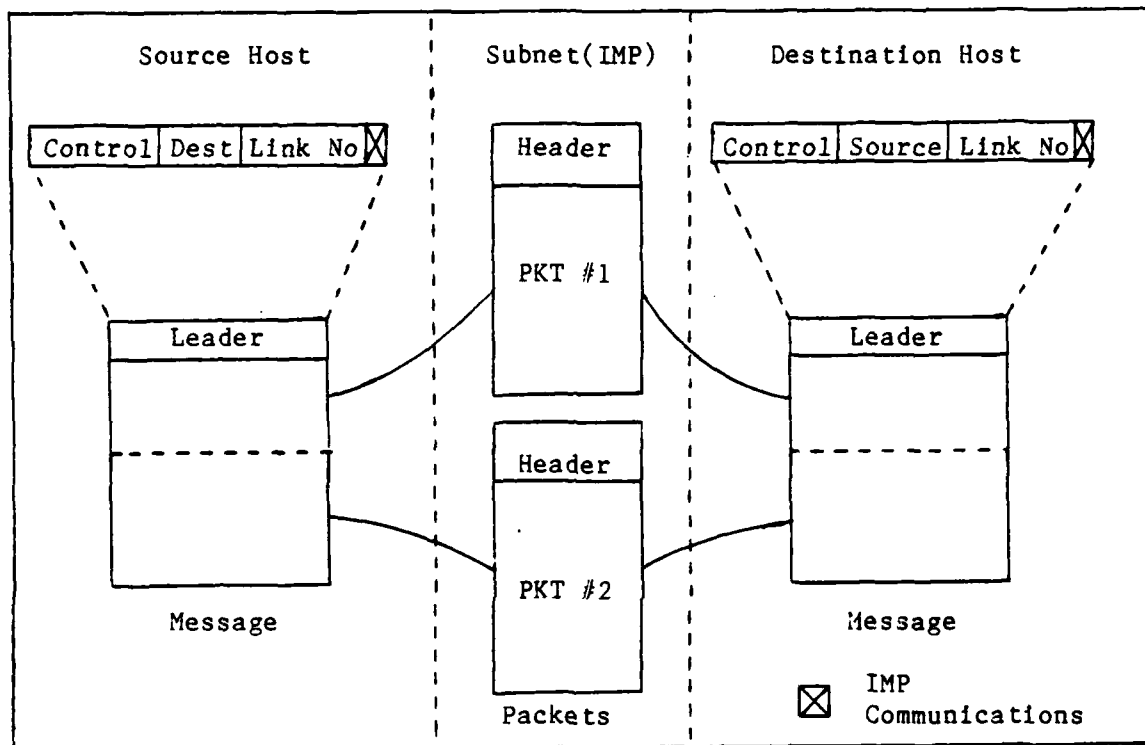 Source Host
Subnet(IMP)
Destination Host
Control Dest Link No
Header
Control Source Link No
PKT #1
Leader
Leader
Header
PKT #2
Message
Message
Packets
IMP
Communications